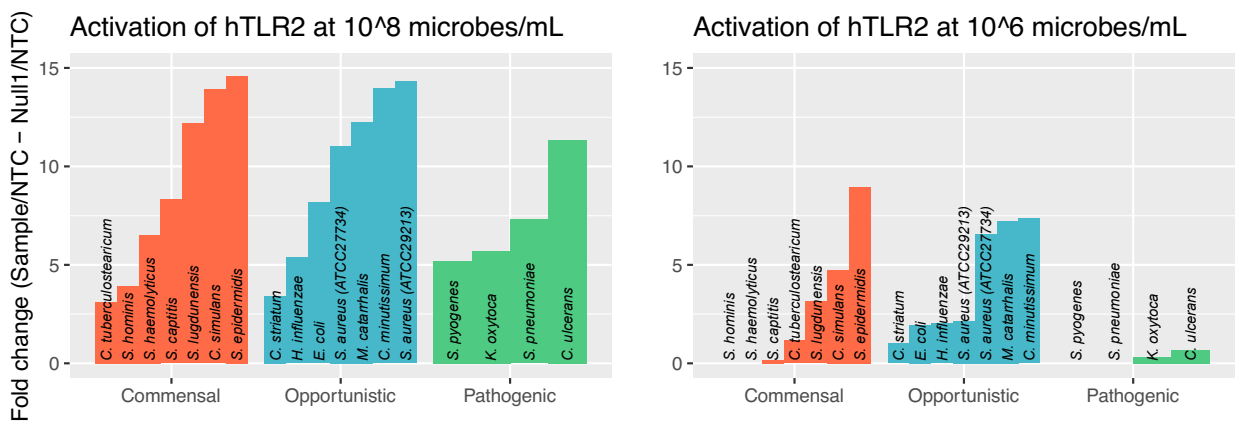 Activation of hTLR2 at 10^8 microbes/mL
Fold change (Sample/NTC − Null1/NTC)
15
10
5
0
C. tuberculostearicum
S. hominis
S. haemolyticus
S. captitis
S. lugdunensis
C. simulans
S. epidermidis
C. striatum
H. influenzae
E. coli
S. aureus (ATCC27734)
M. catarrhalis
C. minutissimum
S. aureus (ATCC29213)
S. pyogenes
K. oxytoca
S. pneumoniae
C. ulcerans
Commensal
Opportunistic
Pathogenic
Activation of hTLR2 at 10^6 microbes/mL
15
10
5
0
S. hominis
S. haemolyticus
S. captitis
C. tuberculostearicum
S. lugdunensis
C. simulans
S. epidermidis
C. striatum
E. coli
H. influenzae
S. aureus (ATCC29213)
S. aureus (ATCC27734)
M. catarrhalis
C. minutissimum
S. pyogenes
S. pneumoniae
K. oxytoca
C. ulcerans
Commensal
Opportunistic
Pathogenic